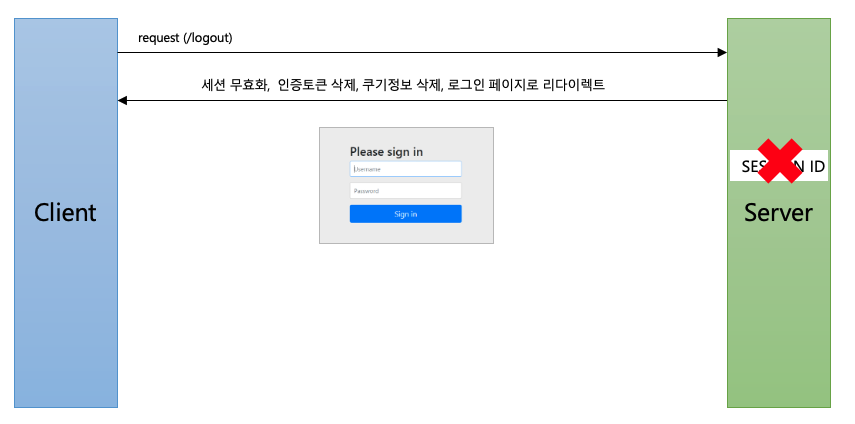 request (/logout)
세션 무효화, 인증토큰 삭제, 쿠기정보 삭제, 로그인 페이지로 리다이렉트
Please sign in
Username
Password
Sign in
Client
SES N ID
Server